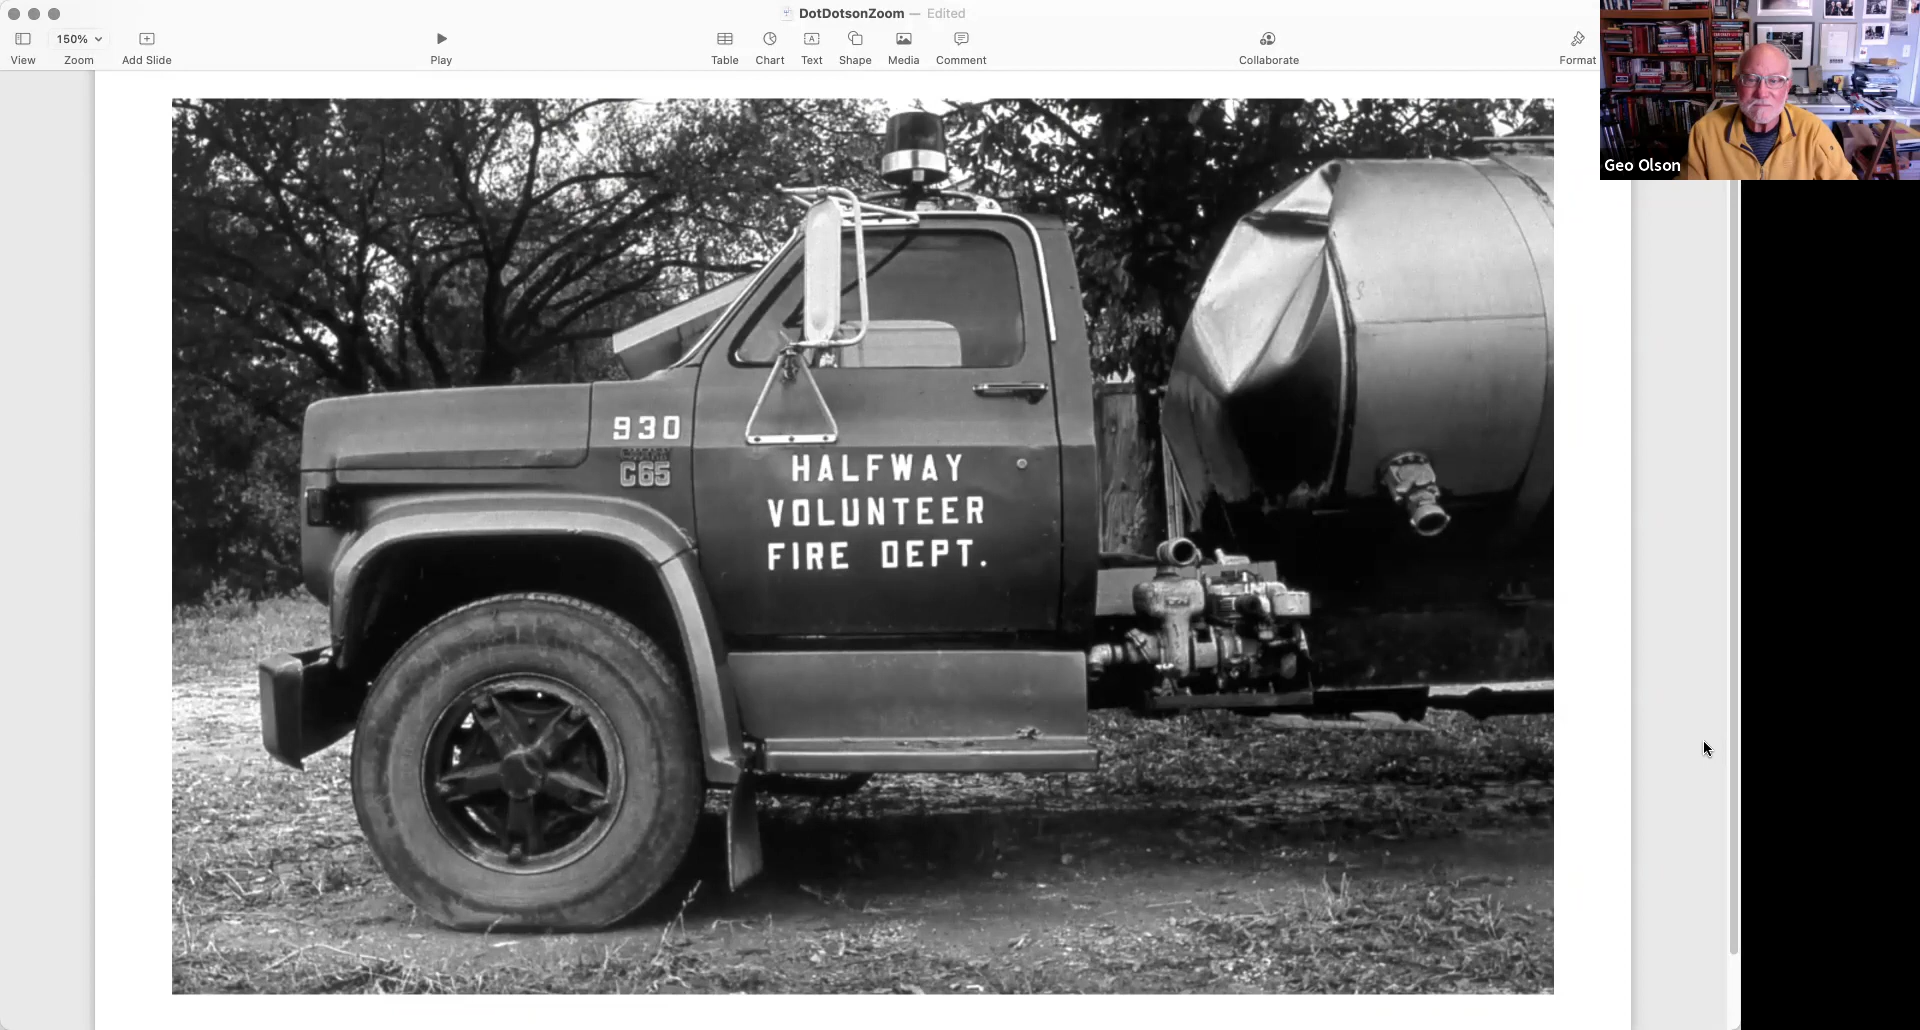 DotDotsonZoom — Edited
150%
View
Zoom
Add Slide
Play
Table
Chart
Text
Shape
Media
Comment
Collaborate
Format
Geo Olson
930
C65
HALFWAY
VOLUNTEER
FIRE DEPT.